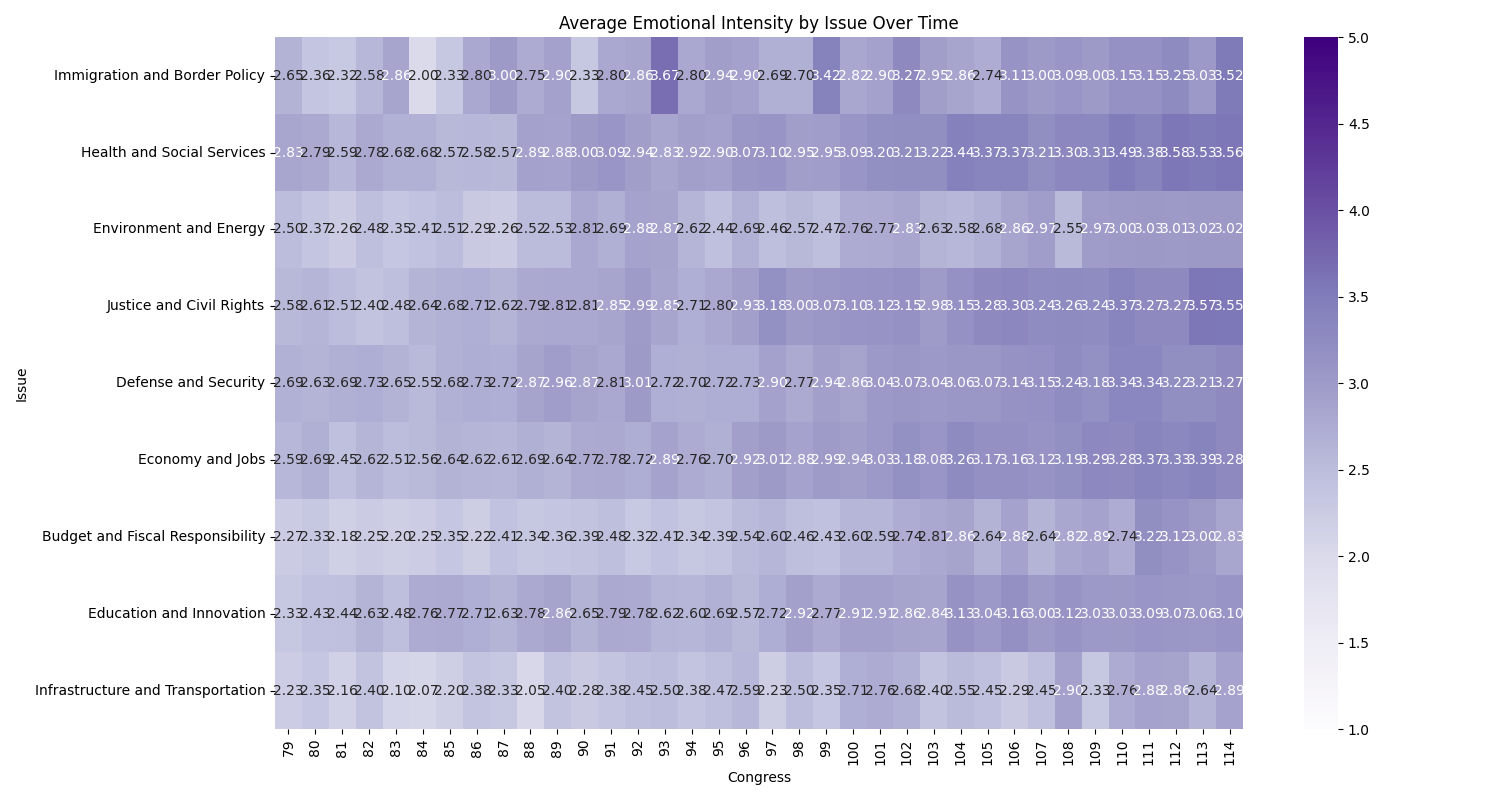 Average Emotional Intensity by Issue Over Time
Immigration and Border Policy 2.65 2.36 2.32 2.58 2.86 2.00 2.33 2.80 3.00 2.75 2.90 2.33 2.80 2.86 3.67 2.80 2.94 2.90 2.69 2.70 3.42 2.82 2.90 3.27 2.95 2.86 2.74 3.11 3.00 3.09 3.00 3.15 3.15 3.25 3.03 3.52
Health and Social Services 2.83 2.79 2.59 2.78 2.68 2.68 2.57 2.58 2.57 2.89 2.88 3.00 3.09 2.94 2.83 2.92 2.90 3.07 3.10 2.95 2.95 3.09 3.20 3.21 3.22 3.44 3.37 3.37 3.21 3.30 3.31 3.49 3.38 3.58 3.53 3.56
Environment and Energy 2.50 2.37 2.26 2.48 2.35 2.41 2.51 2.29 2.26 2.52 2.53 2.81 2.69 2.88 2.87 2.62 2.44 2.69 2.46 2.57 2.47 2.76 2.77 2.83 2.63 2.58 2.68 2.86 2.97 2.55 2.97 3.00 3.03 3.01 3.02 3.02
Justice and Civil Rights 2.58 2.61 2.51 2.40 2.48 2.64 2.68 2.71 2.62 2.79 2.81 2.81 2.85 2.99 2.85 2.71 2.80 2.93 3.18 3.00 3.07 3.10 3.12 3.15 2.98 3.15 3.28 3.30 3.24 3.26 3.24 3.37 3.27 3.27 3.57 3.55
Defense and Security 2.69 2.63 2.69 2.73 2.65 2.55 2.68 2.73 2.72 2.87 2.96 2.87 2.81 3.01 2.72 2.70 2.72 2.73 2.90 2.77 2.94 2.86 3.04 3.07 3.04 3.06 3.07 3.14 3.15 3.24 3.18 3.34 3.34 3.22 3.21 3.27
Economy and Jobs 2.59 2.69 2.45 2.62 2.51 2.56 2.64 2.62 2.61 2.69 2.64 2.77 2.78 2.72 2.89 2.76 2.70 2.92 3.01 2.88 2.99 2.94 3.03 3.18 3.08 3.26 3.17 3.16 3.12 3.19 3.29 3.28 3.37 3.33 3.39 3.28
Budget and Fiscal Responsibility 2.27 2.33 2.18 2.25 2.20 2.25 2.35 2.22 2.41 2.34 2.36 2.39 2.48 2.32 2.41 2.34 2.39 2.54 2.60 2.46 2.43 2.60 2.59 2.74 2.81 2.86 2.64 2.88 2.64 2.82 2.89 2.74 3.22 3.12 3.00 2.83
Education and Innovation 2.33 2.43 2.44 2.63 2.48 2.76 2.77 2.71 2.63 2.78 2.86 2.65 2.79 2.78 2.62 2.60 2.69 2.57 2.72 2.92 2.77 2.91 2.91 2.86 2.84 3.13 3.04 3.16 3.00 3.12 3.03 3.03 3.09 3.07 3.06 3.10
Infrastructure and Transportation 2.23 2.35 2.16 2.40 2.10 2.07 2.20 2.38 2.33 2.05 2.40 2.28 2.38 2.45 2.50 2.38 2.47 2.59 2.23 2.50 2.35 2.71 2.76 2.68 2.40 2.55 2.45 2.29 2.45 2.90 2.33 2.76 2.88 2.86 2.64 2.89
79 80 81 82 83 84 85 86 87 88 89 90 91 92 93 94 95 96 97 98 99 100 101 102 103 104 105 106 107 108 109 110 111 112 113 114
Congress
Issue
5.0
4.5
4.0
3.5
3.0
2.5
2.0
1.5
1.0